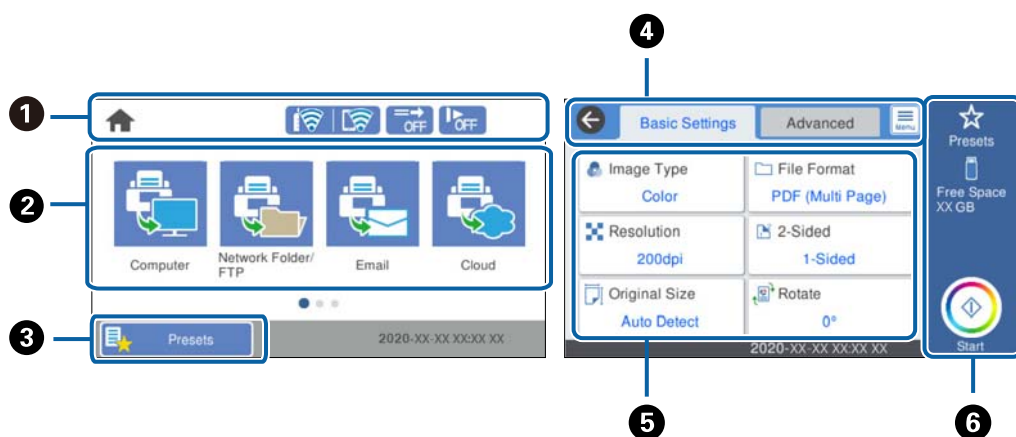 4
1
OFF
OFF
Basic Settings
Advanced
Menu
Presets
Free Space
XX GB
2
Computer
Network Folder/
FTP
Email
Cloud
Image Type
Color
File Format
PDF (Multi Page)
Resolution
200dpi
2-Sided
1-Sided
Original Size
Auto Detect
Rotate
0°
Start
3
Presets
2020-XX-XX XX:XX XX
2020-XX-XX XX:XX XX
5
6